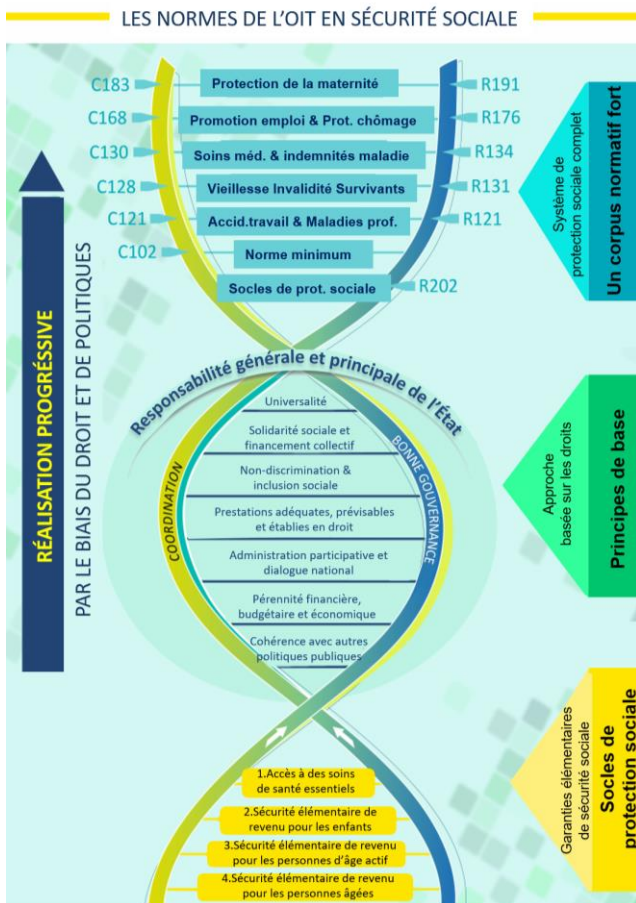 LES NORMES DE L'OIT EN SÉCURITÉ SOCIALE
C183
Protection de la maternité
R191
C168
Promotion emploi & Prot. chômage
R176
C130
Soins méd. & indemnités maladie
R134
C128
Vieillesse Invalidité Survivants
R131
C121
Accid.travail & Maladies prof.
R121
C102
Norme minimum
Socles de prot. sociale
R202
Responsabilité générale et principale de l'État
COORDINATION
BONNE GOUVERNANCE
Universalité
Solidarité sociale et
financement collectif
Non-discrimination &
inclusion sociale
Prestations adéquates, prévisables
et établies en droit
Administration participative et
dialogue national
Pérennité financière,
budgétaire et économique
Cohérence avec autres
politiques publiques
1.Accès à des soins
de santé essentiels
2.Sécurité élémentaire de
revenu pour les enfants
3.Sécurité élémentaire de revenu
pour les personnes d'âge actif
4.Sécurité élémentaire de revenu
pour les personnes âgées
RÉALISATION PROGRÉSSIVE
PAR LE BIAIS DU DROIT ET DE POLITIQUES
Système de
protection sociale complet
Un corpus normatif fort
Approche
basée sur les droits
Principes de base
Garanties élémentaires
de sécurité sociale
Socles de
protection sociale